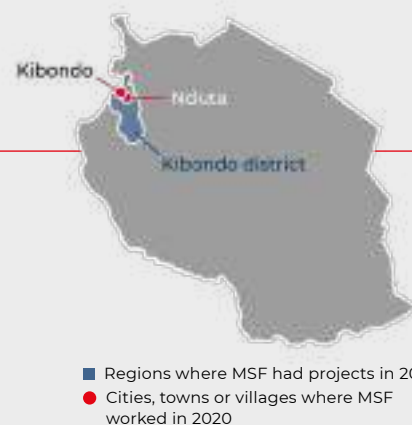 Kibondo
Nduta
Kibondo district
Regions where MSF had projects in 20
Cities, towns or villages where MSF
worked in 2020